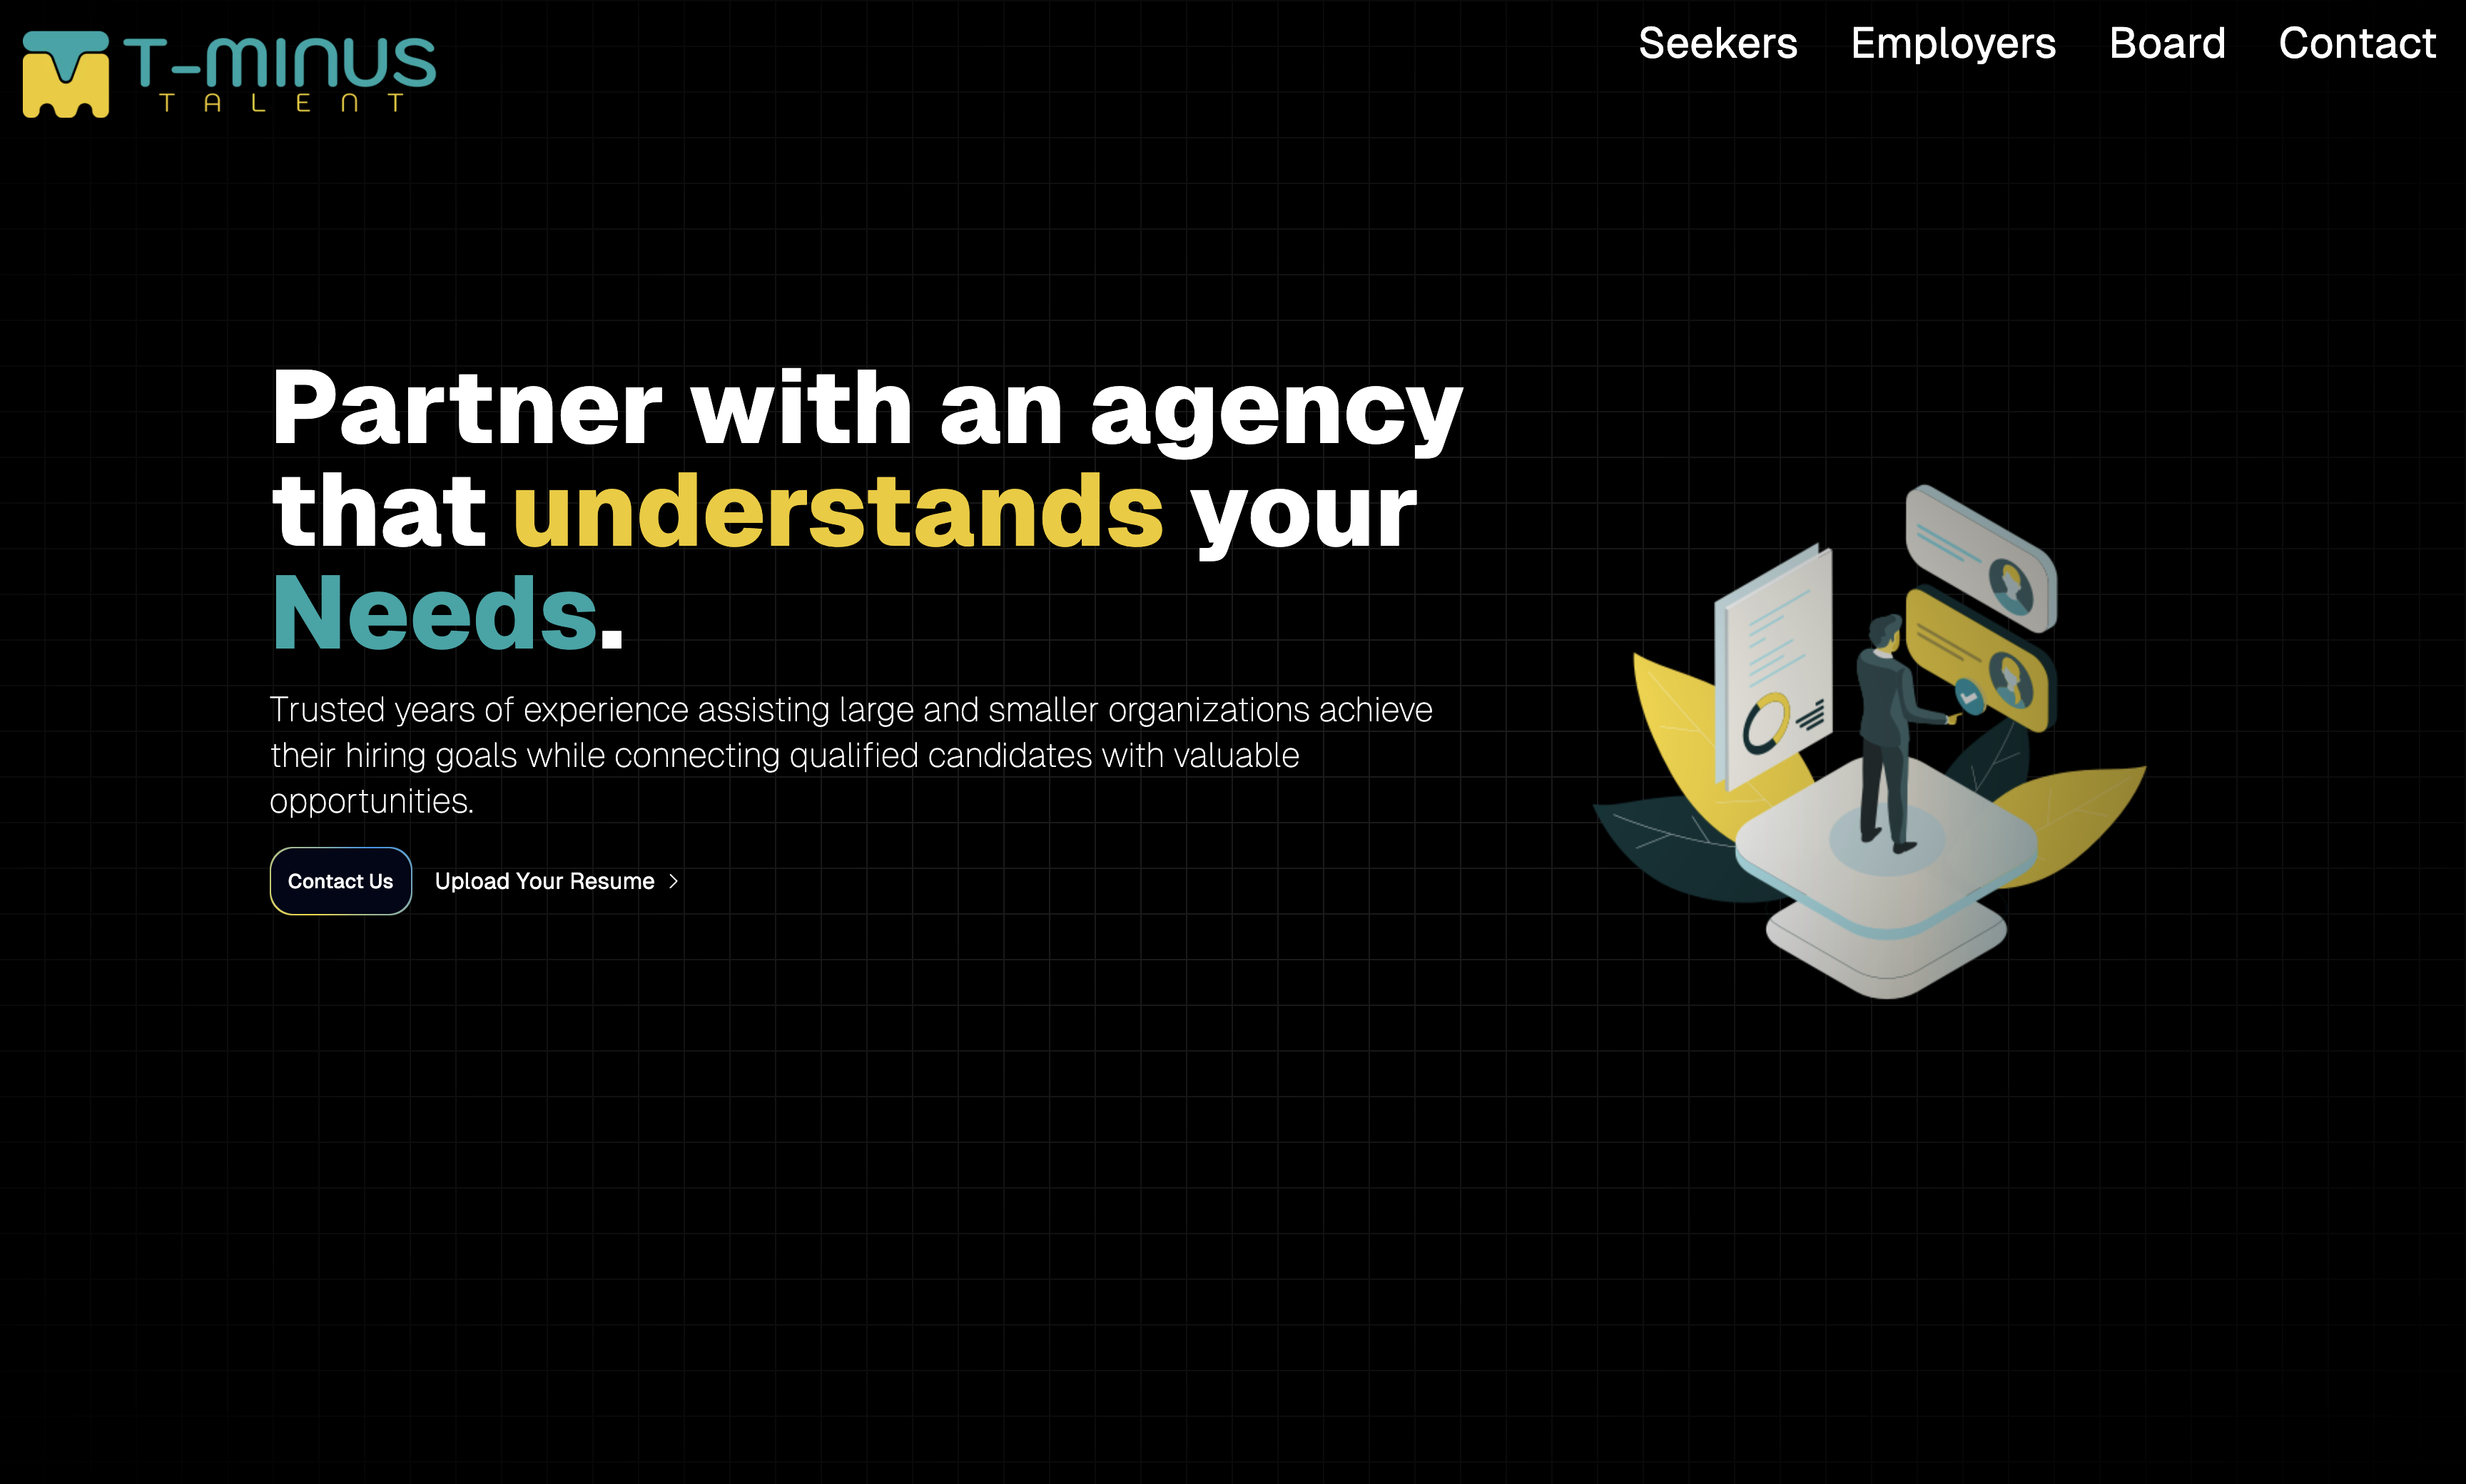 T-MINUS
TALENT
Seekers Employers Board Contact
Partner with an agency
that understands your
Needs.
Trusted years of experience assisting large and smaller organizations achieve
their hiring goals while connecting qualified candidates with valuable
opportunities.
Contact Us Upload Your Resume